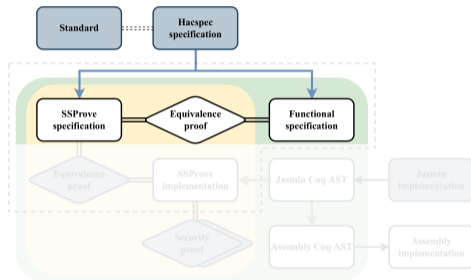 Standard
Hacspec
specification
SSProve
specification
Equivalence
proof
Functional
specification
Equivalence
proof
SSProve
implementation
Jasmin Coq AST
Jasmin
implementation
Security
proof
Assembly Coq AST
Assembly
implementation